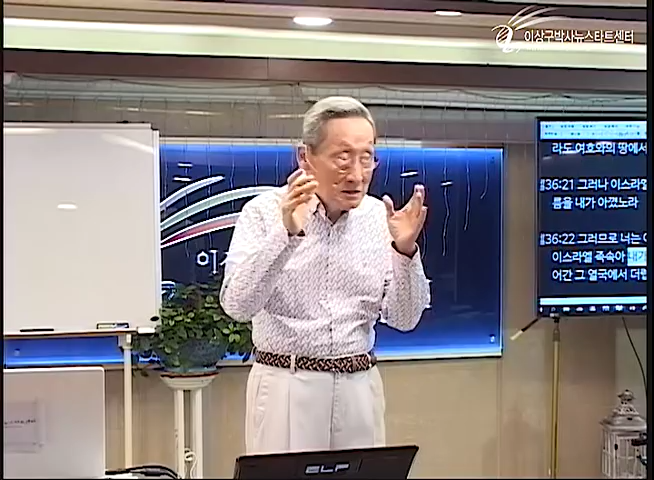 이상구박사뉴스타트센터
라도 여호와의 땅에서
#36:21 그러나 이스라엘
름을 내가 아꼈노라
#36:22 그러므로 너는
이스라엘 족속아 내가
어간 그 열국에서 더럽
이